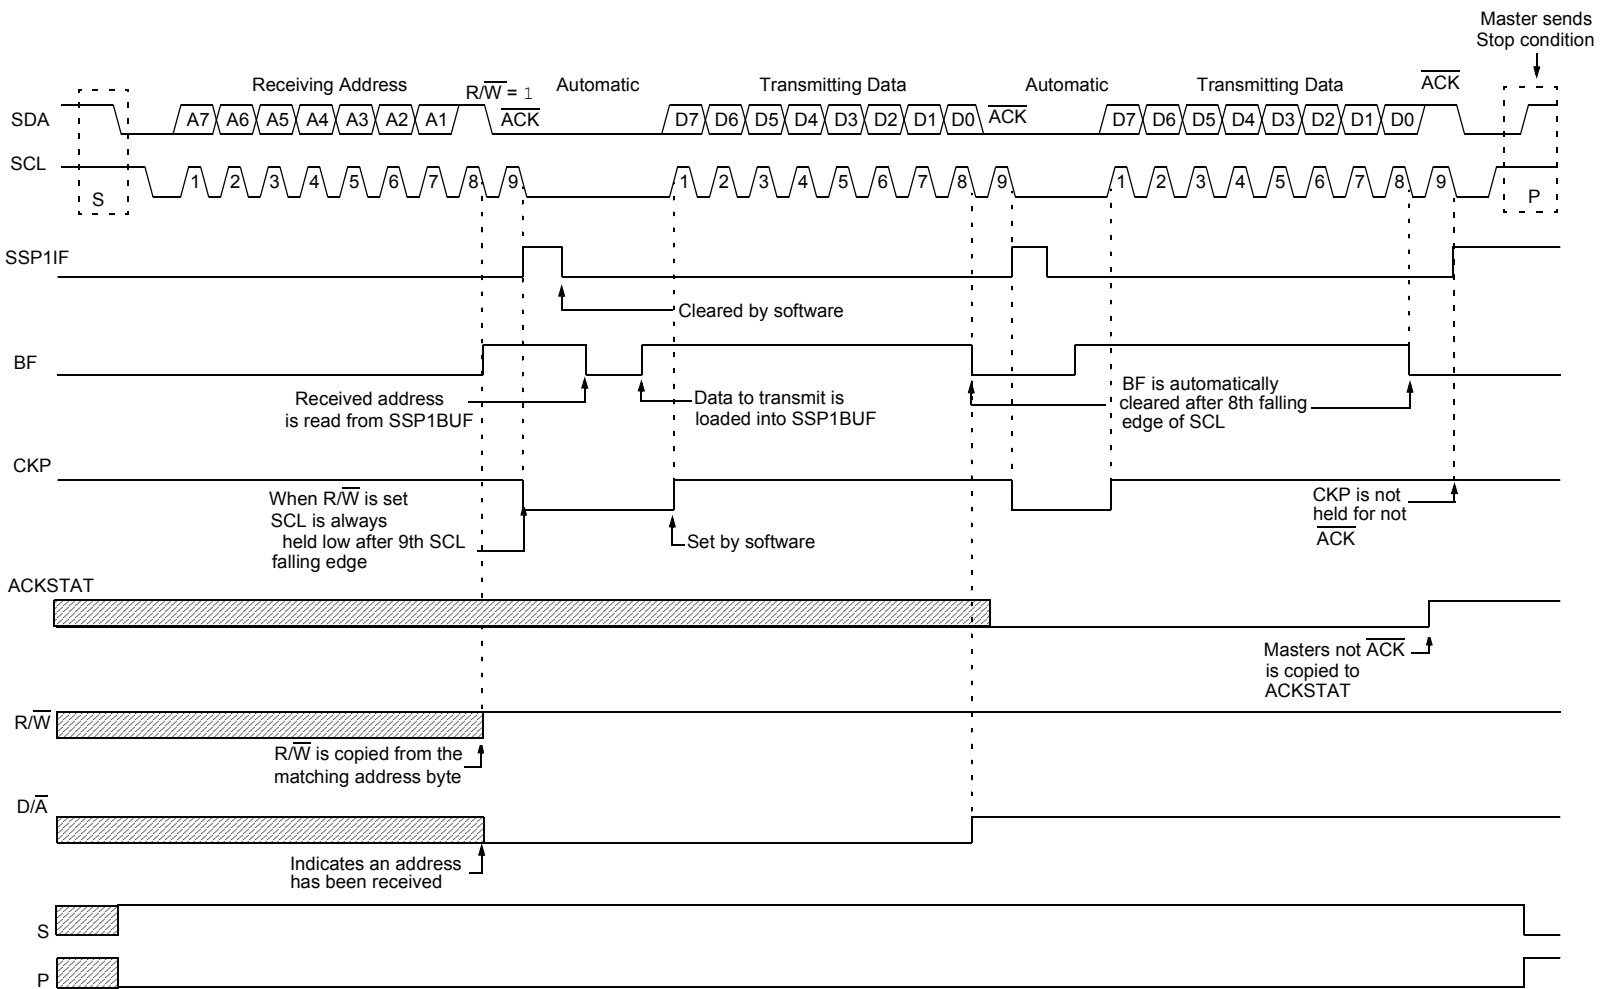 Master sends
Stop condition
Receiving Address
R/W̅ = 1
Automatic
Transmitting Data
Automatic
Transmitting Data
A̅C̅K̅
SDA
A7 A6 A5 A4 A3 A2 A1
A̅C̅K̅
D7 D6 D5 D4 D3 D2 D1 D0
A̅C̅K̅
D7 D6 D5 D4 D3 D2 D1 D0
SCL
S
1 2 3 4 5 6 7 8 9
1 2 3 4 5 6 7 8 9
1 2 3 4 5 6 7 8 9
P
SSP1IF
Cleared by software
BF
Received address
is read from SSP1BUF
Data to transmit is
loaded into SSP1BUF
BF is automatically
cleared after 8th falling
edge of SCL
CKP
When R/W̅ is set
SCL is always
held low after 9th SCL
falling edge
Set by software
CKP is not
held for not
A̅C̅K̅
ACKSTAT
Masters not A̅C̅K̅
is copied to
ACKSTAT
R/W̅
R/W̅ is copied from the
matching address byte
D/A̅
Indicates an address
has been received
S
P